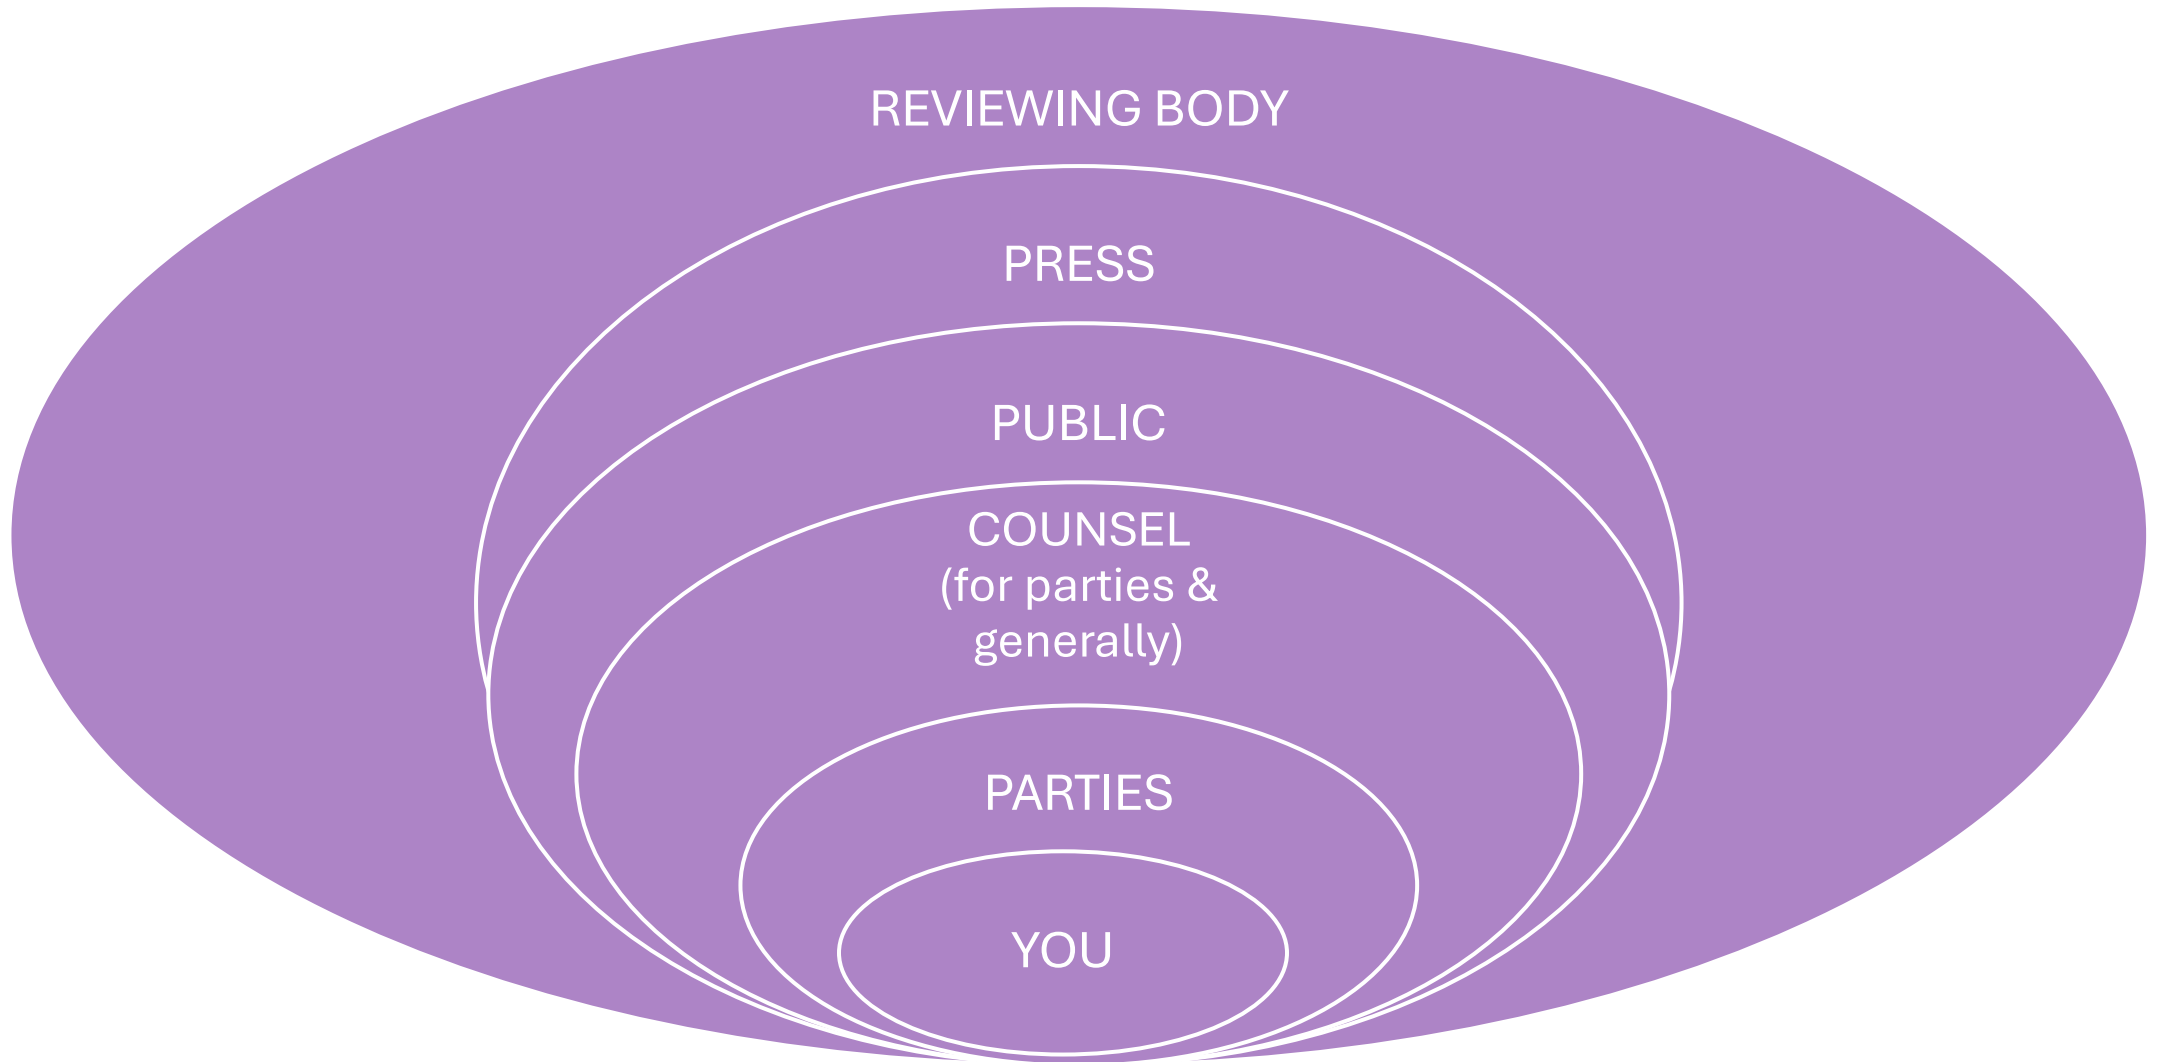 REVIEWING BODY
PRESS
PUBLIC
COUNSEL
(for parties &
generally)
PARTIES
YOU